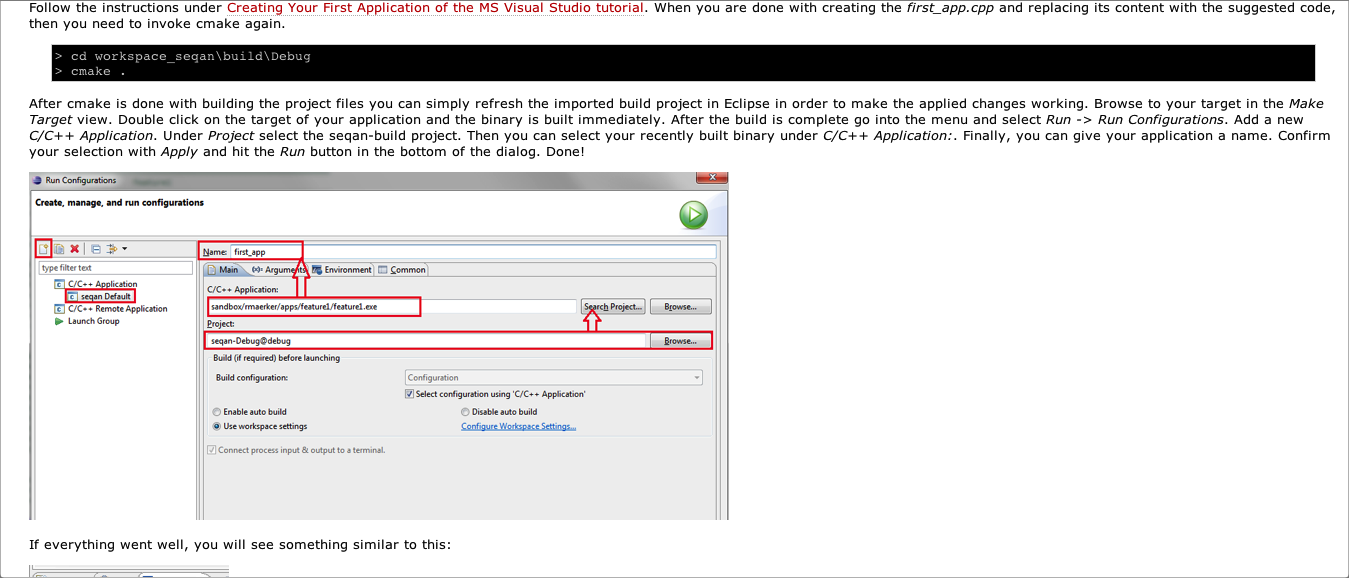 Follow the instructions under Creating Your First Application of the MS Visual Studio tutorial. When you are done with creating the first_app.cpp and replacing its content with the suggested code,
then you need to invoke cmake again.
> cd workspace_seqan\build\Debug
> cmake .
After cmake is done with building the project files you can simply refresh the imported build project in Eclipse in order to make the applied changes working. Browse to your target in the Make
Target view. Double click on the target of your application and the binary is built immediately. After the build is complete go into the menu and select Run -> Run Configurations. Add a new
C/C++ Application. Under Project select the seqan-build project. Then you can select your recently built binary under C/C++ Application:. Finally, you can give your application a name. Confirm
your selection with Apply and hit the Run button in the bottom of the dialog. Done!
Run Configurations
Create, manage, and run configurations
Name: first_app
type filter text
Main Arguments Environment Common
C/C++ Application
seqan Default
C/C++ Remote Application
Launch Group
C/C++ Application:
sandbox/rmaerker/apps/feature1/feature1.exe Search Project... Browse...
Project:
seqan-Debug@debug Browse...
Build (if required) before launching
Build configuration: Configuration
Select configuration using 'C/C++ Application'
Enable auto build Disable auto build
Use workspace settings Configure Workspace Settings...
Connect process input & output to a terminal.
If everything went well, you will see something similar to this: